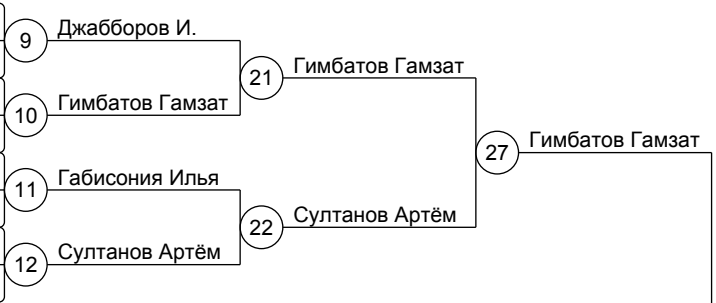 9 Джабборов И.
21 Гимбатов Гамзат
10 Гимбатов Гамзат
27 Гимбатов Гамзат
11 Габисония Илья
22 Султанов Артём
12 Султанов Артём